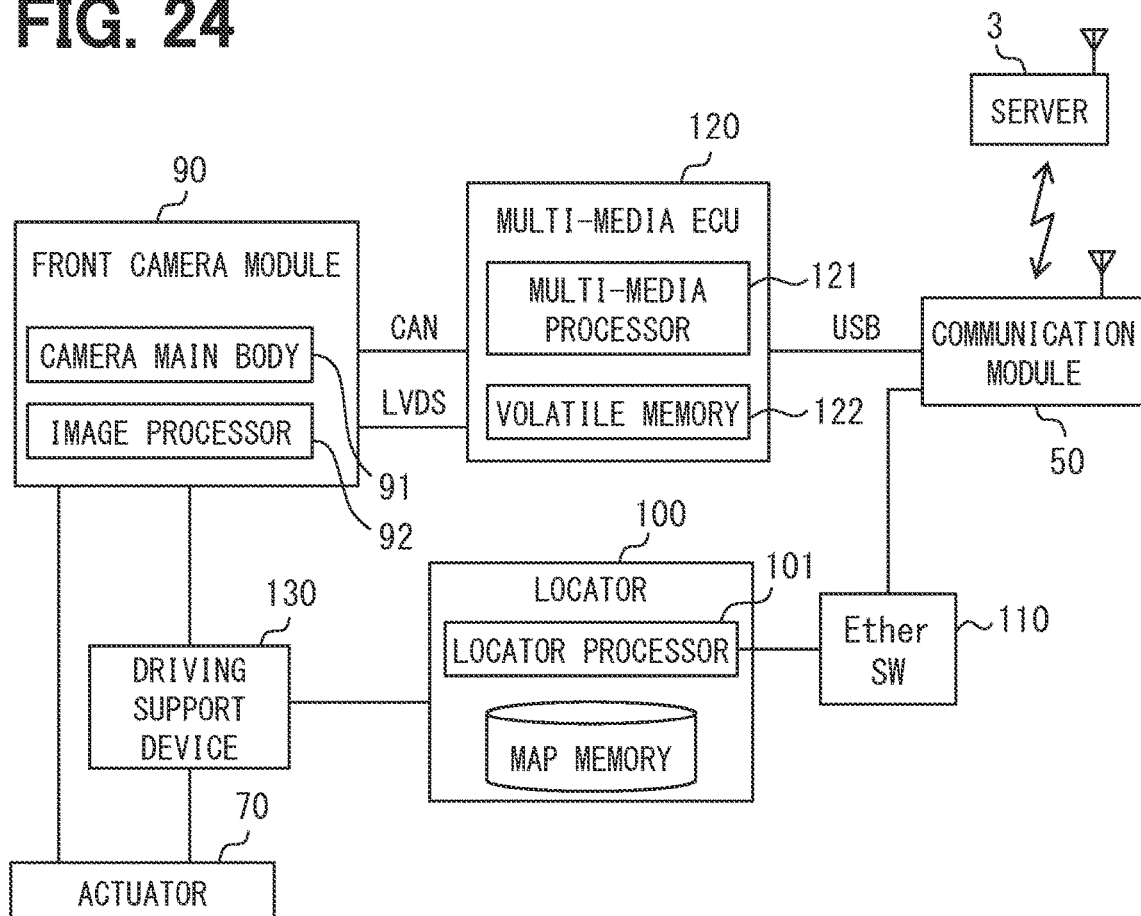 FIG. 24
3
SERVER
120
90
MULTI-MEDIA ECU
FRONT CAMERA MODULE
MULTI-MEDIA
PROCESSOR
121
CAN
USB
COMMUNICATION
MODULE
CAMERA MAIN BODY
LVDS
VOLATILE MEMORY
122
IMAGE PROCESSOR
50
91
92
100
LOCATOR
101
130
LOCATOR PROCESSOR
Ether
SW
110
DRIVING
SUPPORT
DEVICE
MAP MEMORY
70
ACTUATOR